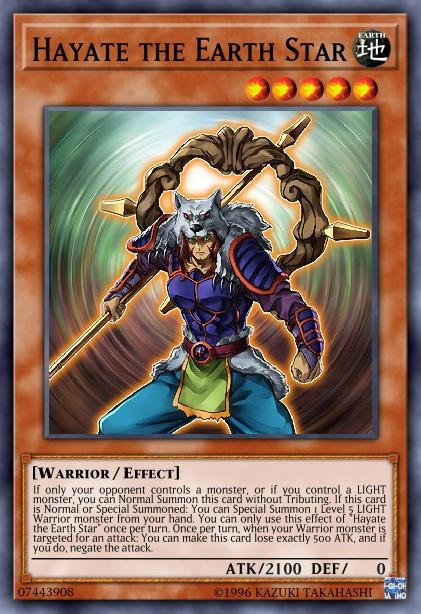 HAYATE THE EARTH STAR
EARTH
地
[WARRIOR / EFFECT]
If only your opponent controls a monster, or if you control a LIGHT
monster, you can Normal Summon this card without Tributing. If this card
is Normal or Special Summoned: You can Special Summon 1 Level 5 LIGHT
Warrior monster from your hand. You can only use this effect of "Hayate
the Earth Star" once per turn. Once per turn, when your Warrior monster is
targeted for an attack: You can make this card lose exactly 500 ATK, and if
you do, negate the attack.
ATK/2100 DEF/ 0
07443908
©1996 KAZUKI TAKAHASHI